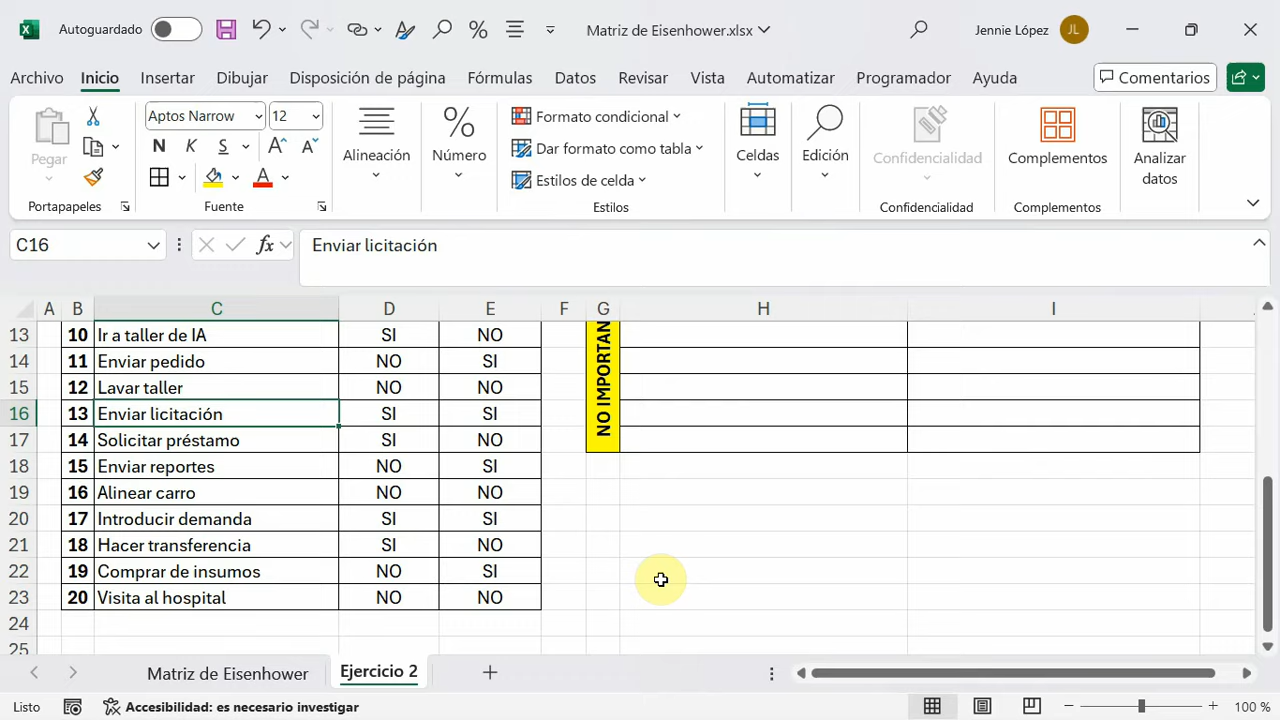 Autoguardado
Matriz de Eisenhower.xlsx
Jennie López
JL
Archivo Inicio Insertar Dibujar Disposición de página Fórmulas Datos Revisar Vista Automatizar Programador Ayuda
Comentarios
Pegar
Portapapeles
Aptos Narrow 12
N K S A A
A
Fuente
Alineación
%
Número
Formato condicional
Dar formato como tabla
Estilos de celda
Estilos
Celdas
Edición
Confidencialidad
Confidencialidad
Complementos
Complementos
Analizar
datos
C16
fx
Enviar licitación
A B C D E F G H I
13 10 Ir a taller de IA SI NO
14 11 Enviar pedido NO SI
15 12 Lavar taller NO NO
16 13 Enviar licitación SI SI
17 14 Solicitar préstamo SI NO
18 15 Enviar reportes NO SI
19 16 Alinear carro NO NO
20 17 Introducir demanda SI SI
21 18 Hacer transferencia SI NO
22 19 Comprar de insumos NO SI
23 20 Visita al hospital NO NO
24
25
NO IMPORTAN
Matriz de Eisenhower Ejercicio 2
Listo
Accesibilidad: es necesario investigar
100 %